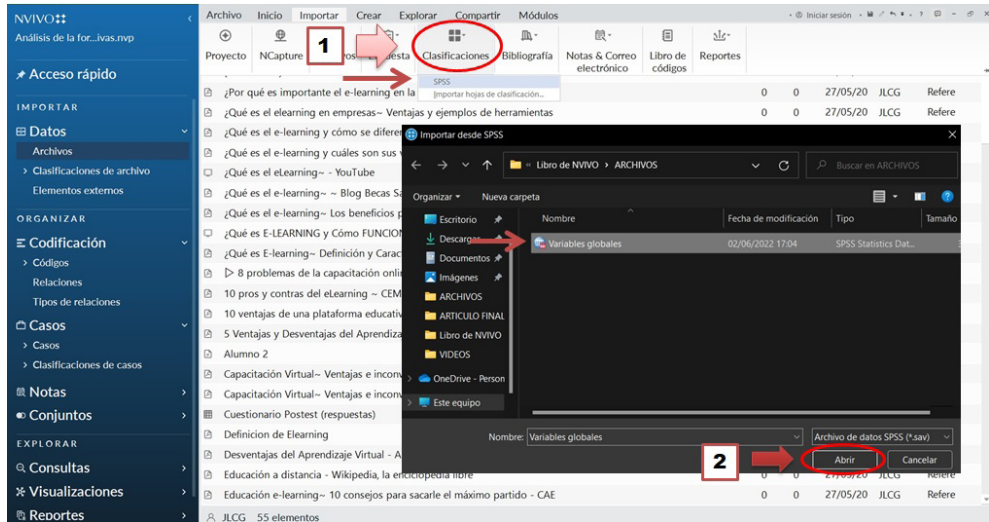 NVIVO
Análisis de la for...ivas.nvp
Acceso rápido
IMPORTAR
Datos
Archivos
Clasificaciones de archivo
Elementos externos
ORGANIZAR
Codificación
Códigos
Relaciones
Tipos de relaciones
Casos
Casos
Clasificaciones de casos
Notas
Conjuntos
EXPLORAR
Consultas
Visualizaciones
Reportes
Archivo Inicio Importar Crear Explorar Compartir Módulos
Iniciar sesión
Proyecto NCapture Clasificaciones Bibliografía Notas & Correo electrónico Libro de códigos Reportes
1
SPSS
Importar hojas de clasificación...
¿Por qué es importante el e-learning en la 0 0 27/05/20 JLCG Refere
¿Qué es el elearning en empresas~ Ventajas y ejemplos de herramientas 0 0 27/05/20 JLCG Refere
¿Qué es el e-learning y cómo se difere
¿Qué es el e-learning y cuáles son sus
¿Qué es el eLearning~ - YouTube
¿Qué es el e-learning~ ~ Blog Becas Sa
¿Qué es el e-learning~ Los beneficios p
¿Qué es E-LEARNING y Cómo FUNCIO
¿Qué es E-learning~ Definición y Carac
8 problemas de la capacitación onli
10 pros y contras del eLearning ~ CEM
10 ventajas de una plataforma educativ
5 Ventajas y Desventajas del Aprendiza
Alumno 2
Capacitación Virtual~ Ventajas e inconv
Capacitación Virtual~ Ventajas e inconv
Cuestionario Postest (respuestas)
Definicion de Elearning
Desventajas del Aprendizaje Virtual - A
Educación a distancia - Wikipedia, la enciclopedia libre 0 0 27/05/20 JLCG Refere
Educación e-learning~ 10 consejos para sacarle el máximo partido - CAE 0 0 27/05/20 JLCG Refere
JLCG 55 elementos
Importar desde SPSS
« Libro de NVIVO › ARCHIVOS
Buscar en ARCHIVOS
Organizar Nueva carpeta
Nombre Fecha de modificación Tipo Tamaño
Variables globales 02/06/2022 17:04 SPSS Statistics Dat...
Escritorio
Descargas
Documentos
Imágenes
ARCHIVOS
ARTICULO FINAL
Libro de NVIVO
VIDEOS
OneDrive - Person
Este equipo
Nombre: Variables globales Archivo de datos SPSS (*.sav)
2
Abrir Cancelar